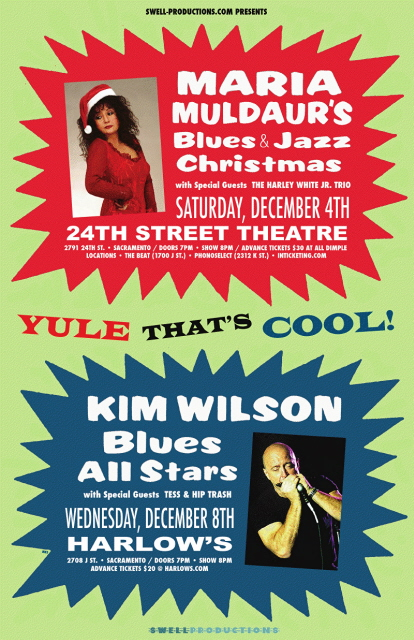 SWELL-PRODUCTIONS.COM PRESENTS
MARIA
MULDAUR'S
Blues & Jazz
Christmas
with Special Guests THE HARLEY WHITE JR. TRIO
SATURDAY, DECEMBER 4TH
24TH STREET THEATRE
2791 24TH ST. • SACRAMENTO / DOORS 7PM • SHOW 8PM / ADVANCE TICKETS $30 AT ALL DIMPLE
LOCATIONS • THE BEAT (1700 J ST.) • PHONOSELECT (2312 K ST.) • INTICKETING.COM
YULE THAT'S COOL!
KIM WILSON
Blues
All Stars
with Special Guests TESS & HIP TRASH
WEDNESDAY, DECEMBER 8TH
HARLOW'S
2708 J ST. • SACRAMENTO / DOORS 7PM • SHOW 8PM
ADVANCE TICKETS $20 @ HARLOWS.COM
SWELLPRODUCTIONS